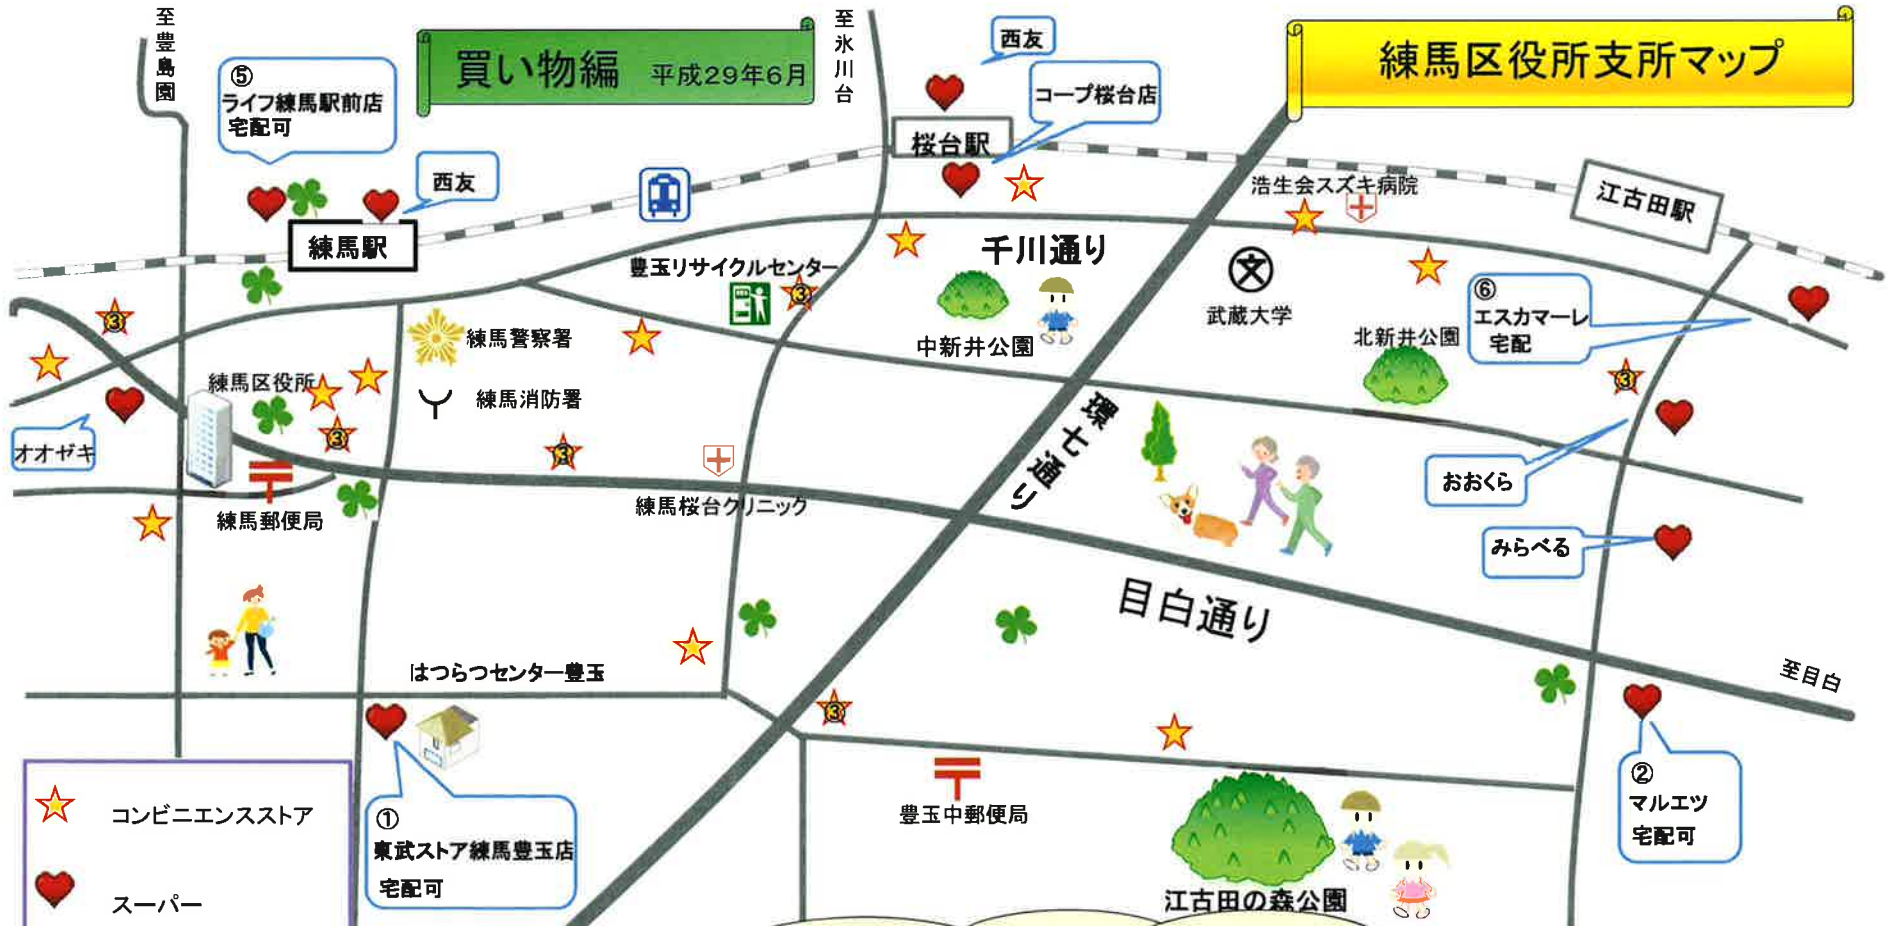 至豊島園
買い物編 平成29年6月
至氷川台
西友
練馬区役所支所マップ
⑤
ライフ練馬駅前店
宅配可
コープ桜台店
桜台駅
西友
浩生会スズキ病院
江古田駅
練馬駅
千川通り
豊玉リサイクルセンター
③
武蔵大学
⑥
エスカマーレ
宅配
③
練馬警察署
中新井公園
北新井公園
練馬区役所
③
練馬消防署
環七通り
オオゼキ
③
③
おおくら
練馬桜台クリニック
練馬郵便局
みらべる
目白通り
はつらつセンター豊玉
至目白
③
②
マルエツ
宅配可
コンビニエンスストア
①
東武ストア練馬豊玉店
宅配可
豊玉中郵便局
スーパー
江古田の森公園